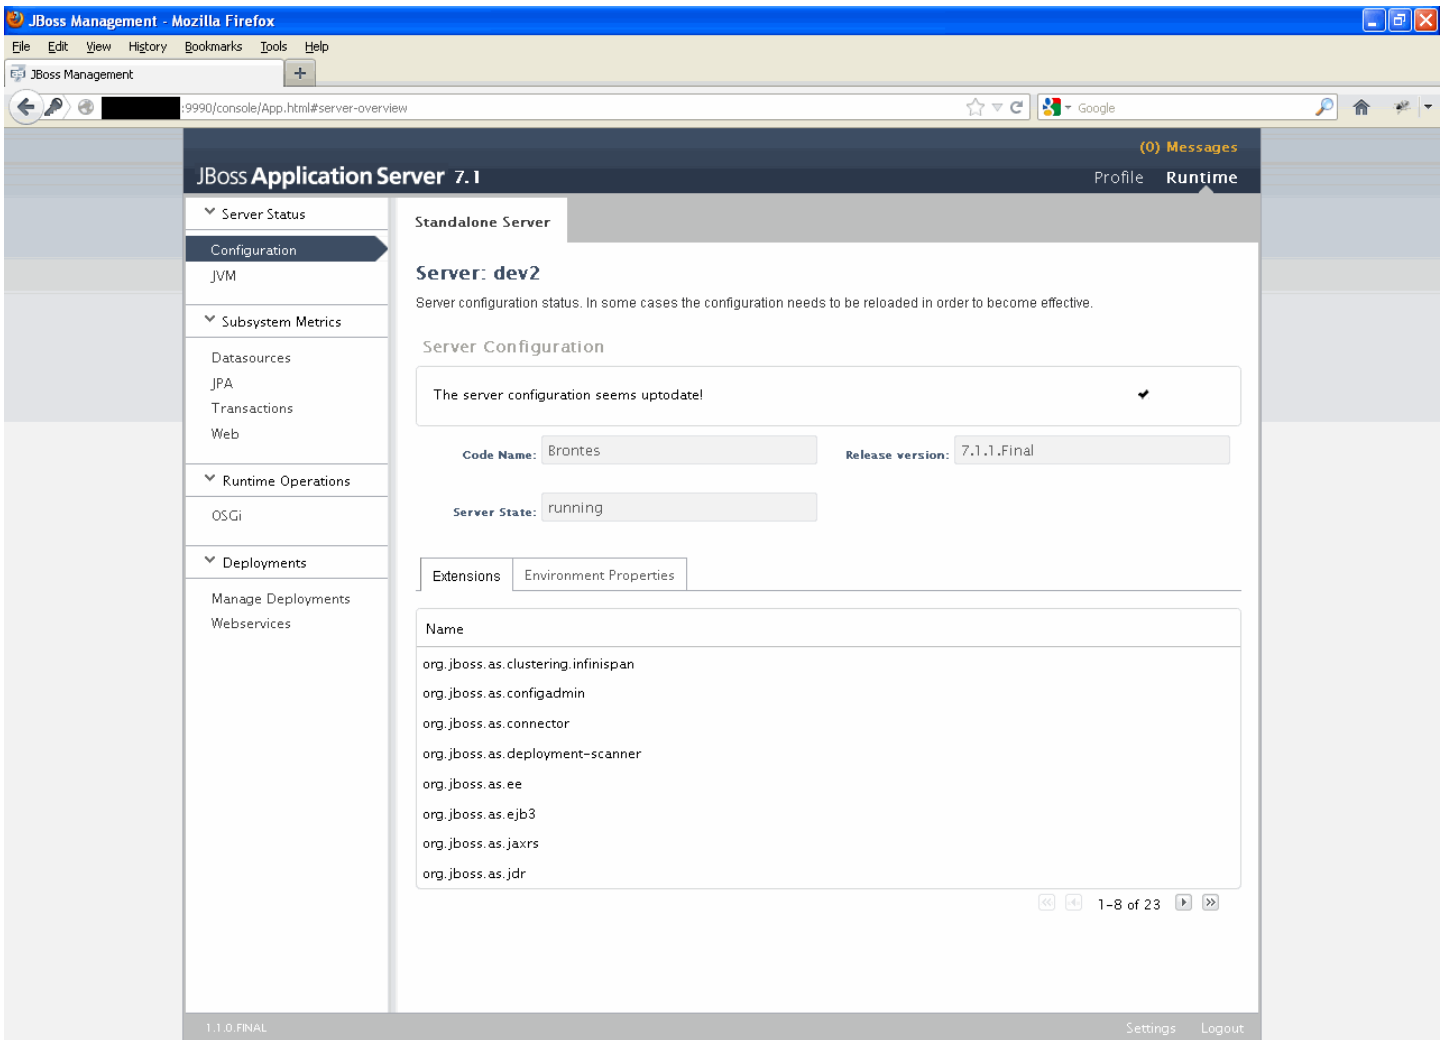 JBoss Management - Mozilla Firefox
File Edit View History Bookmarks Tools Help
JBoss Management
:9990/console/App.html#server-overview
Google
(0) Messages
JBoss Application Server 7.1
Profile Runtime
Server Status
Configuration
JVM
Subsystem Metrics
Datasources
JPA
Transactions
Web
Runtime Operations
OSGi
Deployments
Manage Deployments
Webservices
Standalone Server
Server: dev2
Server configuration status. In some cases the configuration needs to be reloaded in order to become effective.
Server Configuration
The server configuration seems uptodate!
Code Name: Brontes
Release version: 7.1.1.Final
Server State: running
Extensions Environment Properties
Name
org.jboss.as.clustering.infinispan
org.jboss.as.configadmin
org.jboss.as.connector
org.jboss.as.deployment-scanner
org.jboss.as.ee
org.jboss.as.ejb3
org.jboss.as.jaxrs
org.jboss.as.jdr
1-8 of 23
1.1.0.FINAL
Settings Logout